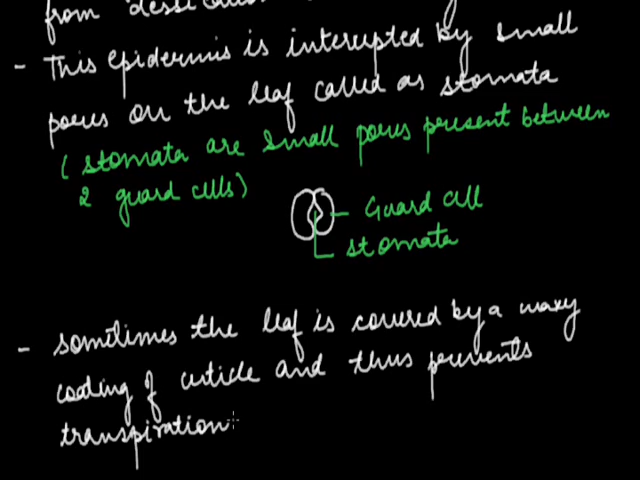 from dessication
- This epidermis is interupted by small
pores on the leaf called as stomata
( stomata are small pores present between
2 guard cells)
Guard cell
stomata
- sometimes the leaf is covered by a waxy
coating of cuticle and thus prevents
transpiration